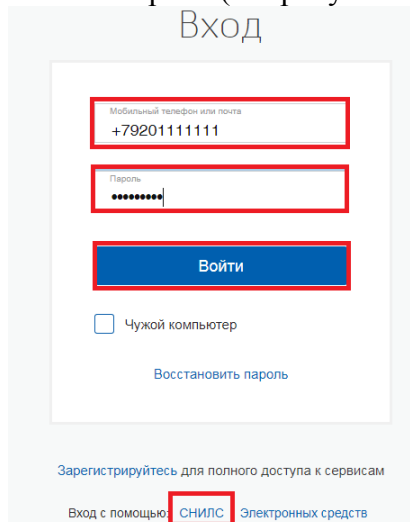 Вход
Мобильный телефон или почта
+79201111111
Пароль
•••••••••
Войти
Чужой компьютер
Восстановить пароль
Зарегистрируйтесь для полного доступа к сервисам
Вход с помощью: СНИЛС Электронных средств